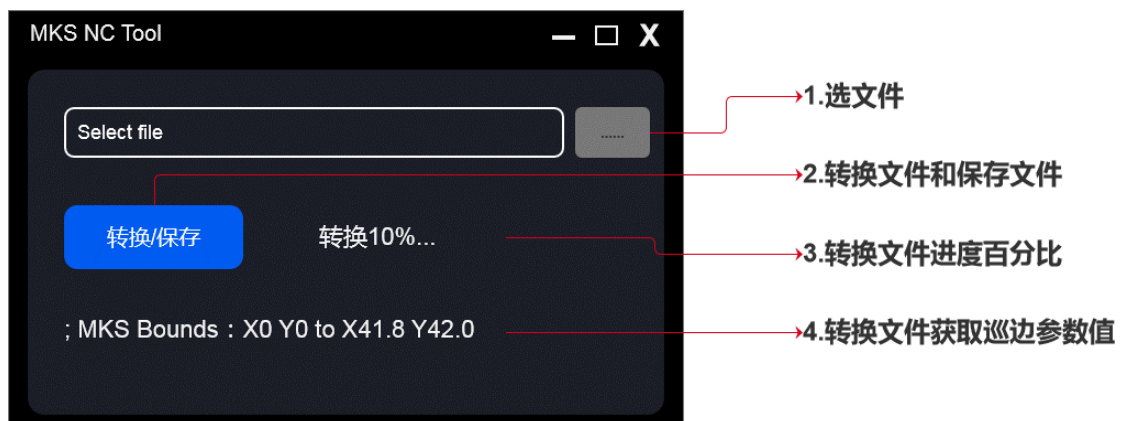 MKS NC Tool
Select file
......
1.选文件
2.转换文件和保存文件
转换/保存
转换10%...
3.转换文件进度百分比
; MKS Bounds：X0 Y0 to X41.8 Y42.0
4.转换文件获取巡边参数值